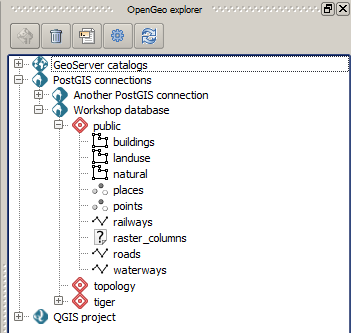 OpenGeo explorer
GeoServer catalogs
PostGIS connections
Another PostGIS connection
Workshop database
public
buildings
landuse
natural
places
points
railways
raster_columns
roads
waterways
topology
tiger
QGIS project